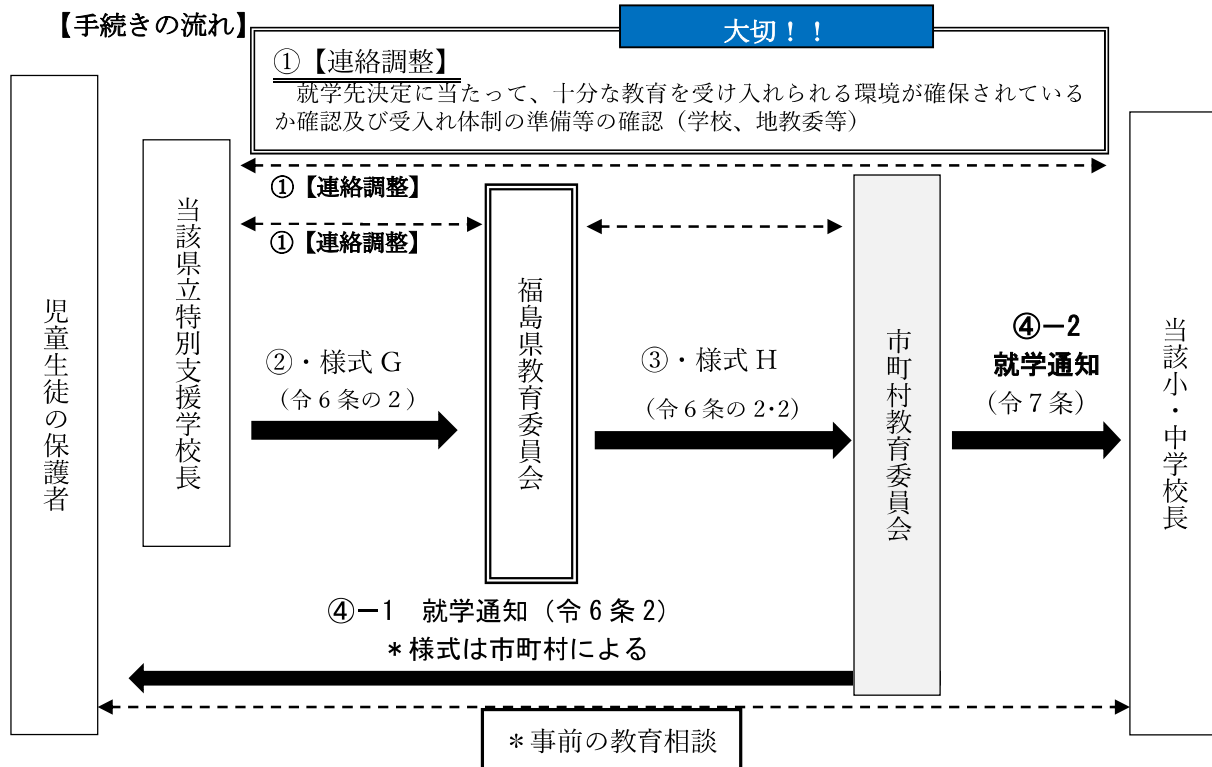 【手続きの流れ】
大切！！
①【連絡調整】
就学先決定に当たって、十分な教育を受け入れられる環境が確保されている
か確認及び受入れ体制の準備等の確認（学校、地教委等）
①【連絡調整】
①【連絡調整】
児童生徒の保護者
当該県立特別支援学校長
②・様式 G
（令６条の２）
福島県教育委員会
③・様式 H
（令６条の２･２）
市町村教育委員会
④－２
就学通知
（令７条）
当該小・中学校長
④－１　就学通知（令６条２）
＊様式は市町村による
＊事前の教育相談